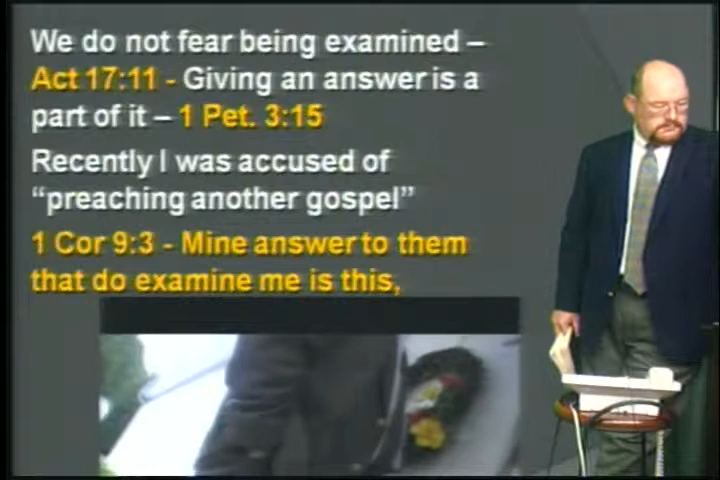 We do not fear being examined –
Act 17:11 - Giving an answer is a
part of it – 1 Pet. 3:15
Recently I was accused of
“preaching another gospel”
1 Cor 9:3 - Mine answer to them
that do examine me is this,